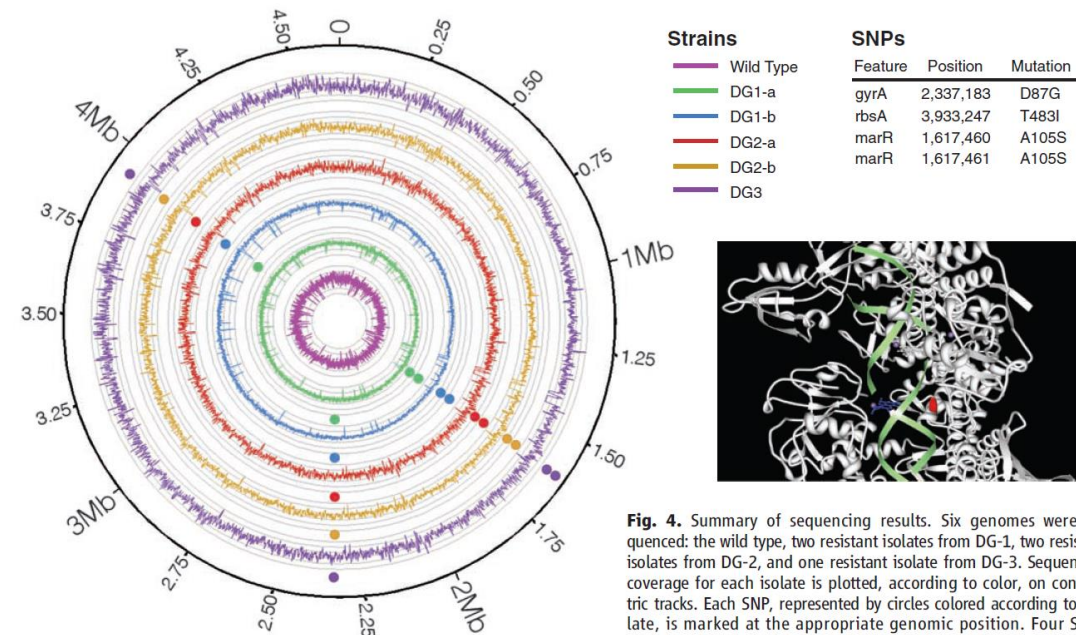 0
0.25
0.50
0.75
1Mb
1.25
1.50
1.75
2Mb
2.25
2.50
2.75
3Mb
3.25
3.50
3.75
4Mb
4.25
4.50
Strains
Wild Type
DG1-a
DG1-b
DG2-a
DG2-b
DG3
SNPs
Feature Position Mutation
gyrA 2,337,183 D87G
rbsA 3,933,247 T483I
marR 1,617,460 A105S
marR 1,617,461 A105S
Fig. 4. Summary of sequencing results. Six genomes were
quenced: the wild type, two resistant isolates from DG-1, two resis
isolates from DG-2, and one resistant isolate from DG-3. Sequen
coverage for each isolate is plotted, according to color, on con
tric tracks. Each SNP, represented by circles colored according to
late, is marked at the appropriate genomic position. Four S